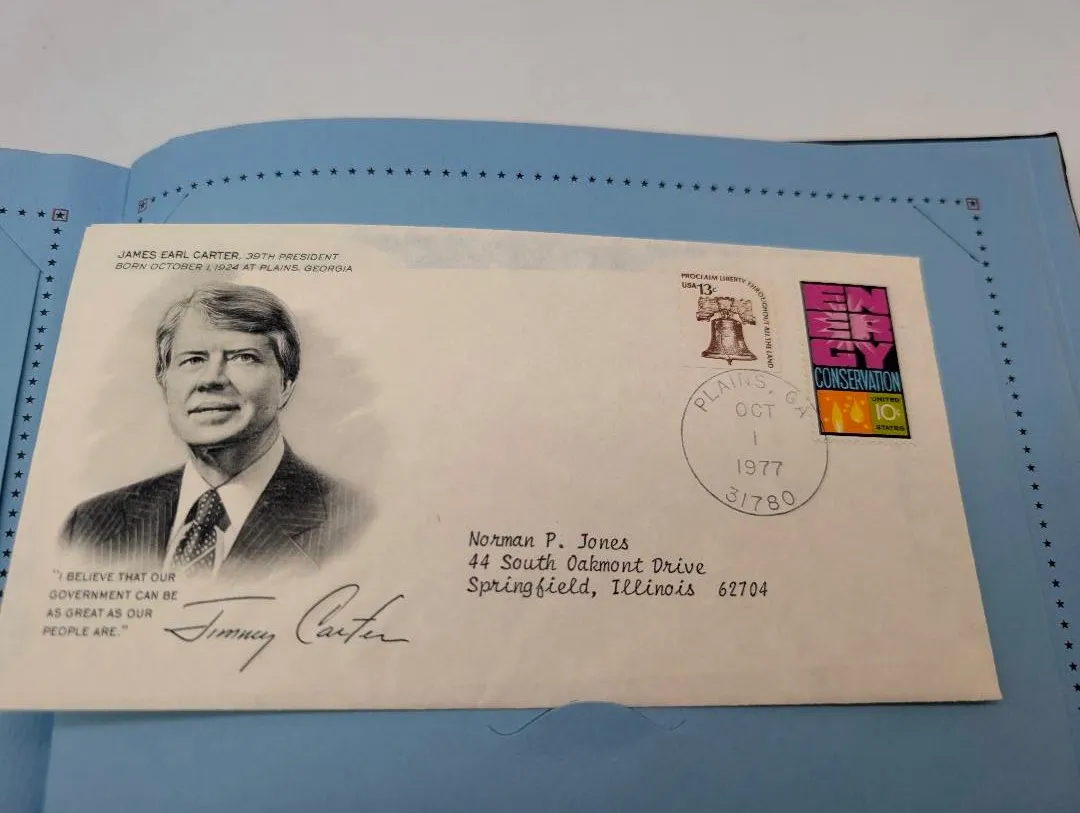 JAMES EARL CARTER, 39TH PRESIDENT
BORN OCTOBER 1, 1924 AT PLAINS, GEORGIA
PROCLAIM LIBERTY THROUGHOUT ALL THE LAND
USA 13c
ENERGY
CONSERVATION
UNITED
10c
STATES
PLAINS, GA
OCT
1
1977
31780
Norman P. Jones
44 South Oakmont Drive
Springfield, Illinois 62704
"I BELIEVE THAT OUR
GOVERNMENT CAN BE
AS GREAT AS OUR
PEOPLE ARE."
Jimmy Carter